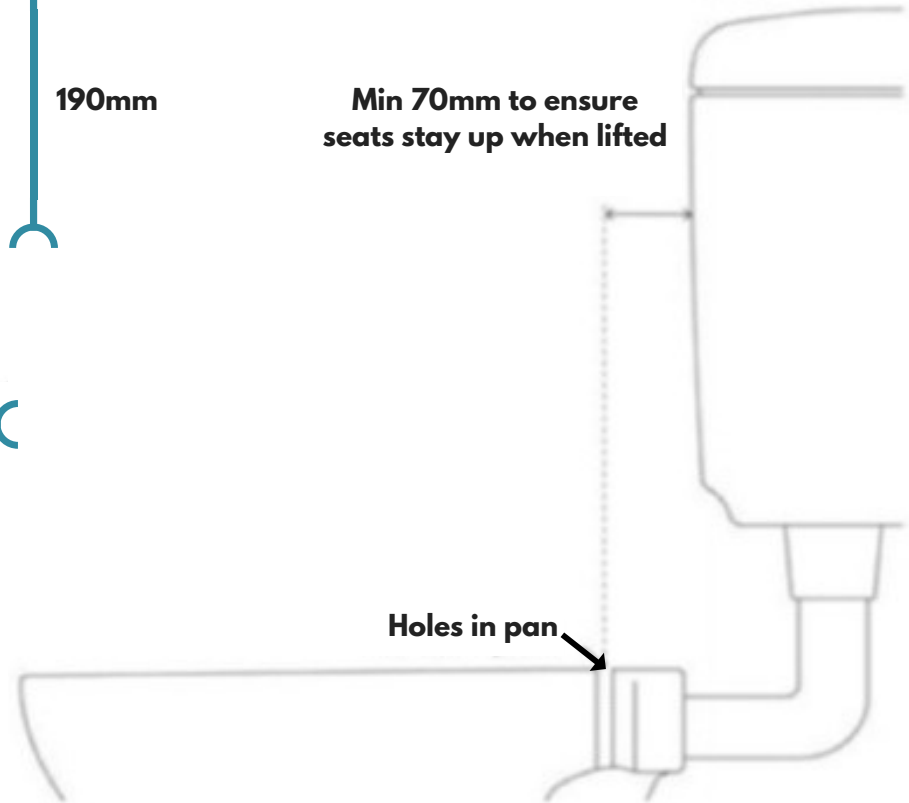 190mm
Min 70mm to ensure
seats stay up when lifted
Holes in pan